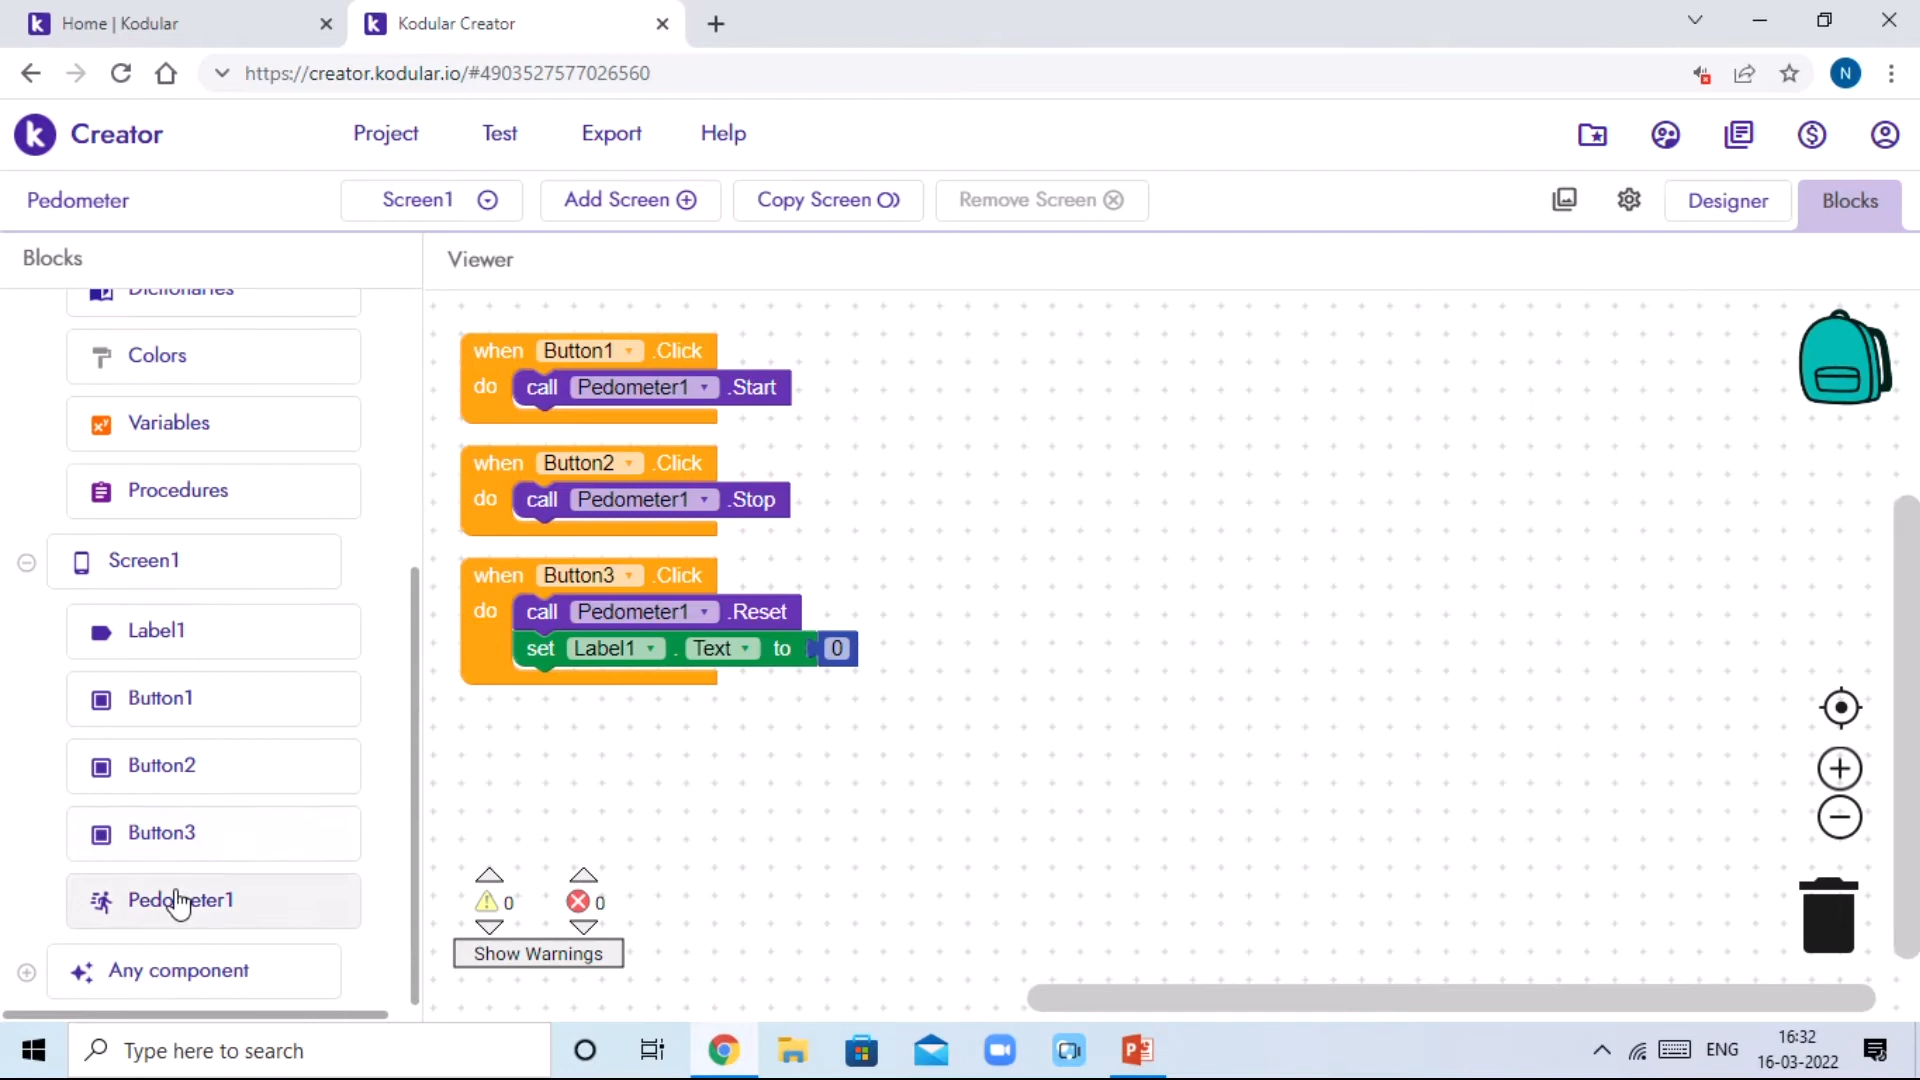 Home | Kodular
Kodular Creator
https://creator.kodular.io/#4903527577026560
N
Creator
Project
Test
Export
Help
Pedometer
Screen1
Add Screen
Copy Screen
Remove Screen
Designer
Blocks
Blocks
Viewer
Dictionaries
Colors
Variables
Procedures
Screen1
Label1
Button1
Button2
Button3
Pedometer1
Any component
when Button1 .Click
do call Pedometer1 .Start
when Button2 .Click
do call Pedometer1 .Stop
when Button3 .Click
do call Pedometer1 .Reset
set Label1 . Text to 0
0 0
Show Warnings
Type here to search
ENG
16:32
16-03-2022